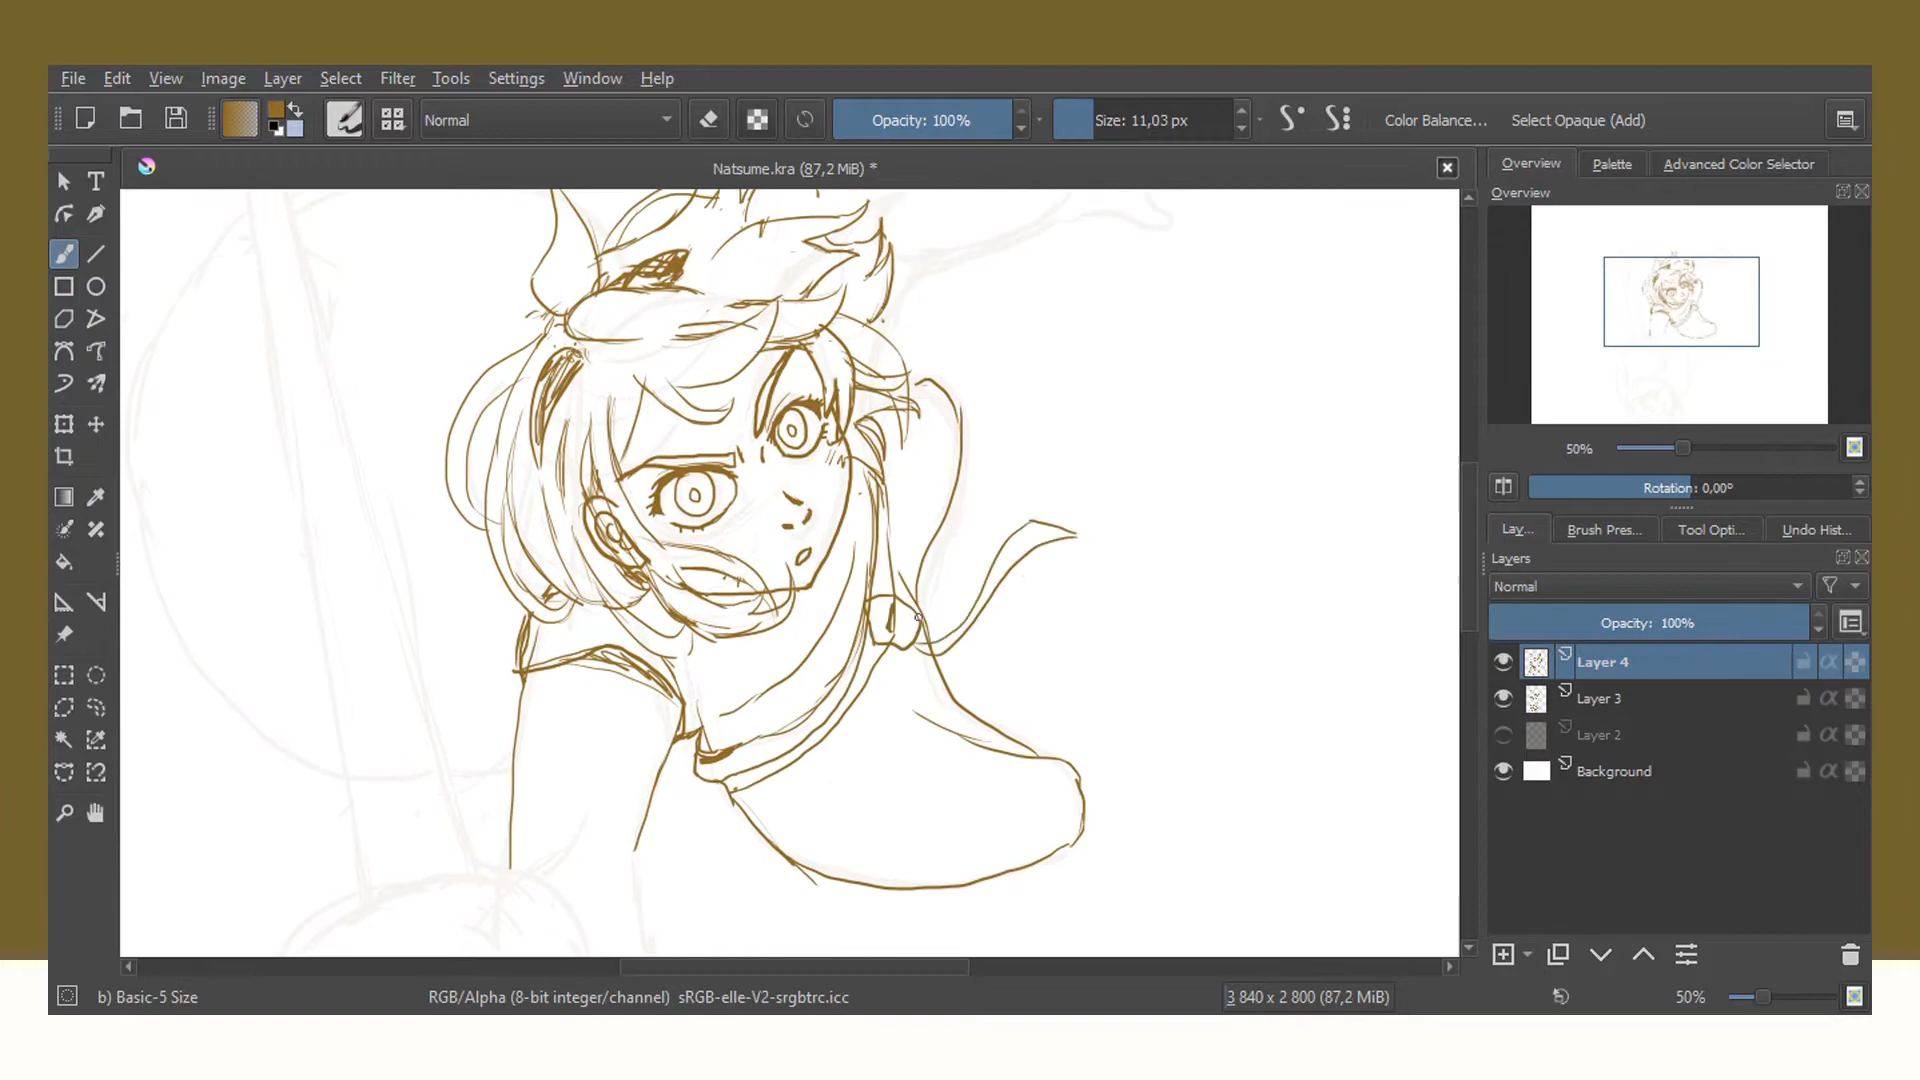 File Edit View Image Layer Select Filter Tools Settings Window Help
Normal Opacity: 100% Size: 11,03 px Color Balance... Select Opaque (Add)
Natsume.kra (87,2 MiB) *
Overview Palette Advanced Color Selector
Overview
50%
Rotation: 0,00º
Lay... Brush Pres... Tool Opti... Undo Hist...
Layers
Normal
Opacity: 100%
Layer 4
Layer 3
Layer 2
Background
b) Basic-5 Size RGB/Alpha (8-bit integer/channel) sRGB-elle-V2-srgbtrc.icc 3 840 x 2 800 (87,2 MiB) 50%